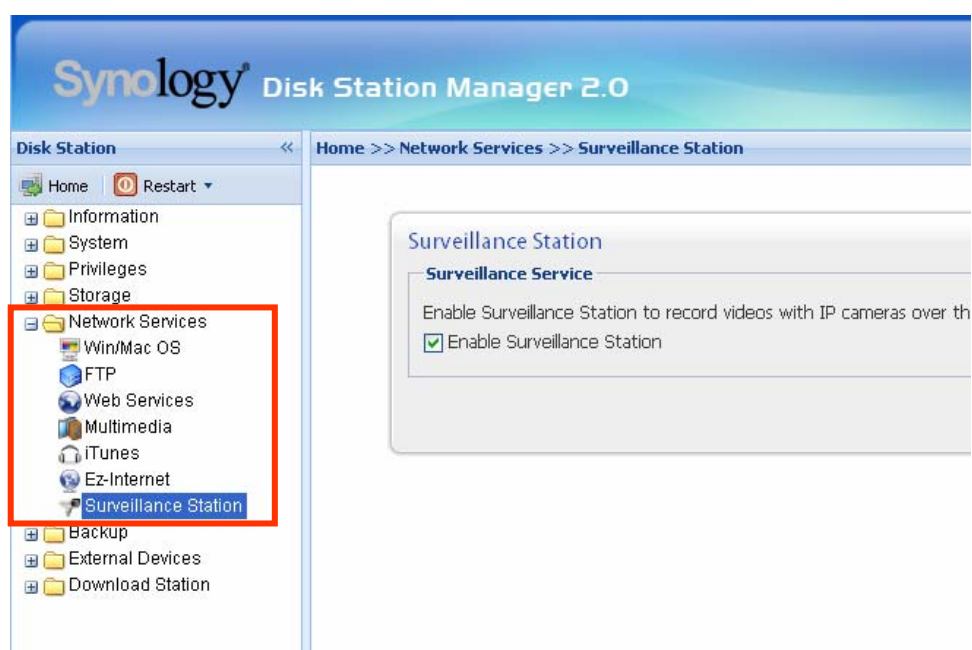 Synology® Disk Station Manager 2.0
Disk Station «
Home >> Network Services >> Surveillance Station
Home Restart
Information
System
Privileges
Storage
Network Services
Win/Mac OS
FTP
Web Services
Multimedia
iTunes
Ez-Internet
Surveillance Station
Backup
External Devices
Download Station
Surveillance Station
Surveillance Service
Enable Surveillance Station to record videos with IP cameras over th
Enable Surveillance Station